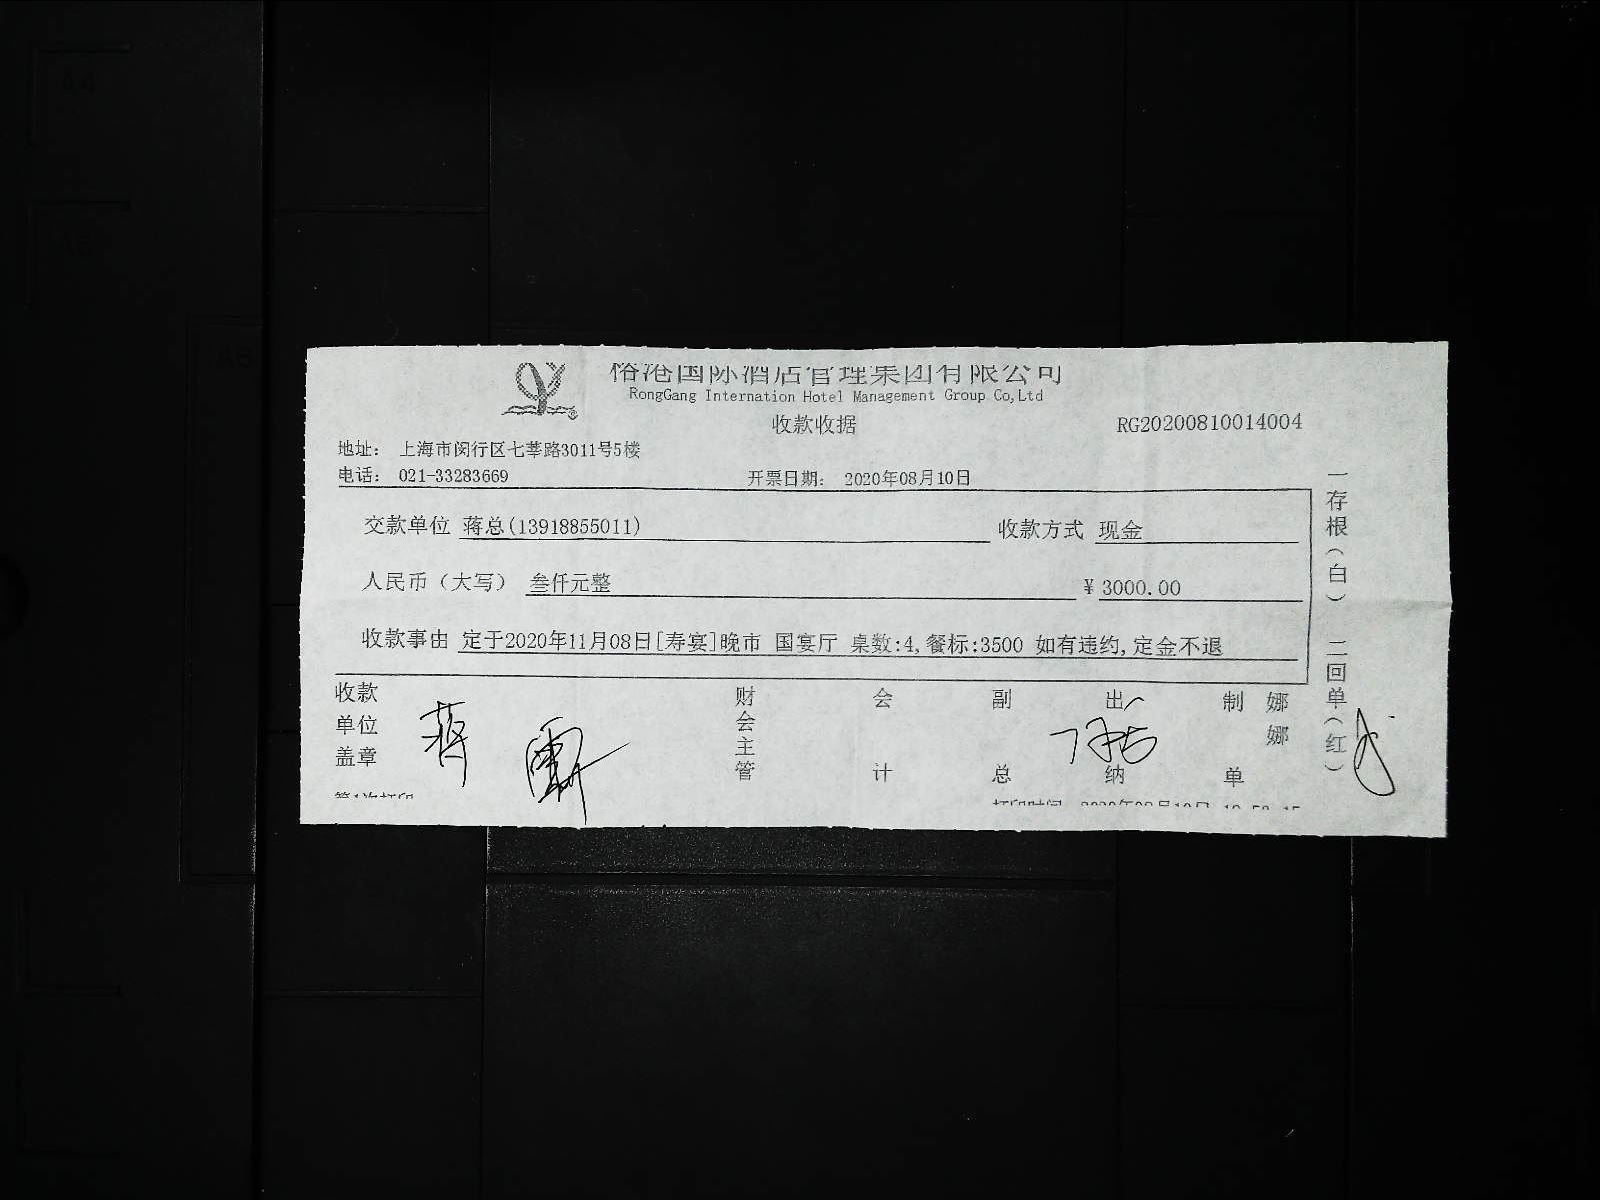 国际酒店管理集团有限公司
RongGang Internation Hotel Management Group Co,Ltd
收款收据
RG20200810014004
地址: 上海市闵行区七莘路3011号5楼
电话: 021-33283669
开票日期: 2020年08月10日
交款单位 蒋总(13918855011)
收款方式 现金
人民币（大写） 叁仟元整
¥ 3000.00
收款事由 定于2020年11月08日[寿宴]晚市 国宴厅 桌数:4,餐标:3500 如有违约,定金不退
收款单位盖章
蒋
财会主管
会计
副总
出纳
制单
娜娜
一存根（白） 二回单（红）
第1次打印